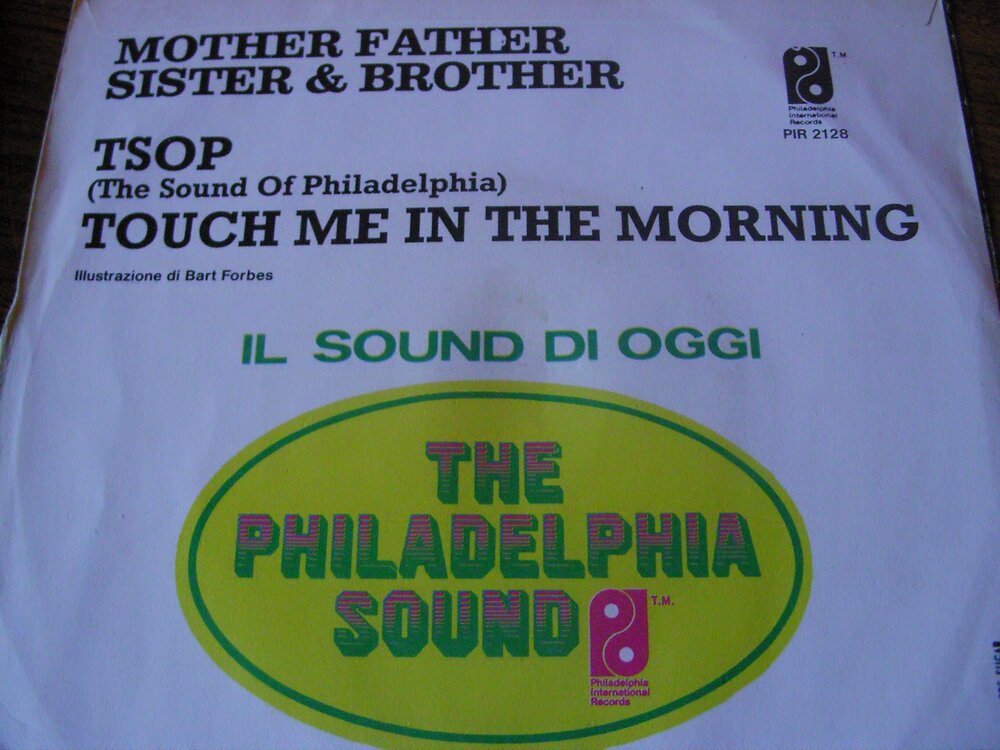 MOTHER FATHER
SISTER & BROTHER
T.M.
Philadelphia
International
Records
PIR 2128
TSOP
(The Sound Of Philadelphia)
TOUCH ME IN THE MORNING
Illustrazione di Bart Forbes
IL SOUND DI OGGI
THE
PHILADELPHIA
SOUND
T.M.
Philadelphia
International
Records